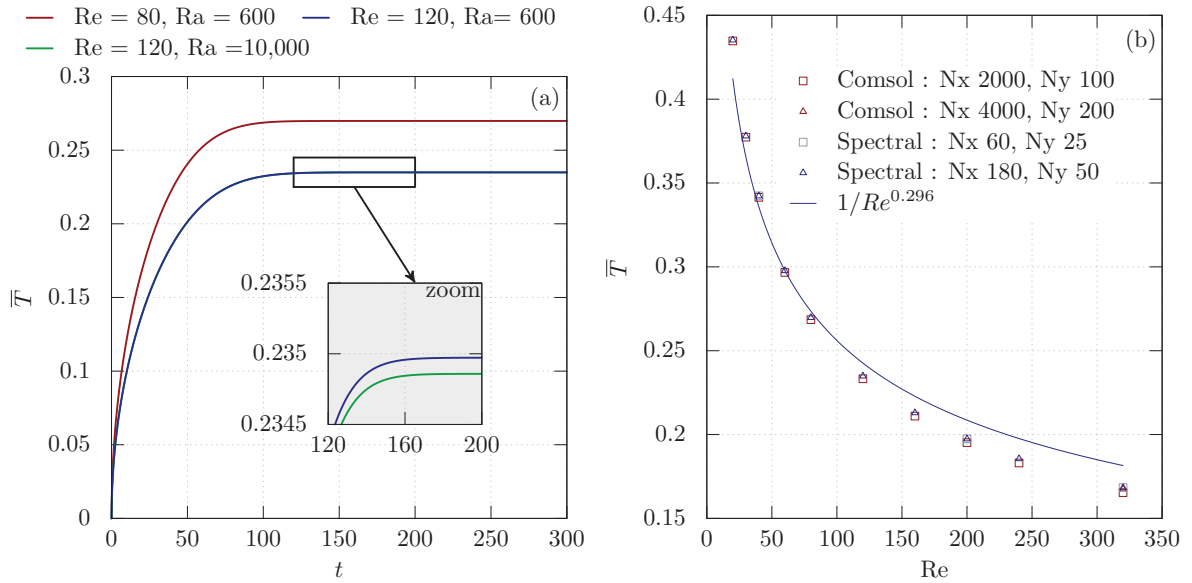 Re = 80, Ra = 600
Re = 120, Ra= 600
Re = 120, Ra =10,000
(a)
0.3
0.25
0.2
0.15
0.1
0.05
0
T
0 50 100 150 200 250 300
t
zoom
0.2355
0.235
0.2345
120 160 200
(b)
0.45
0.4
0.35
0.3
0.25
0.2
0.15
T
Comsol : Nx 2000, Ny 100
Comsol : Nx 4000, Ny 200
Spectral : Nx 60, Ny 25
Spectral : Nx 180, Ny 50
1/Re^0.296
0 50 100 150 200 250 300 350
Re